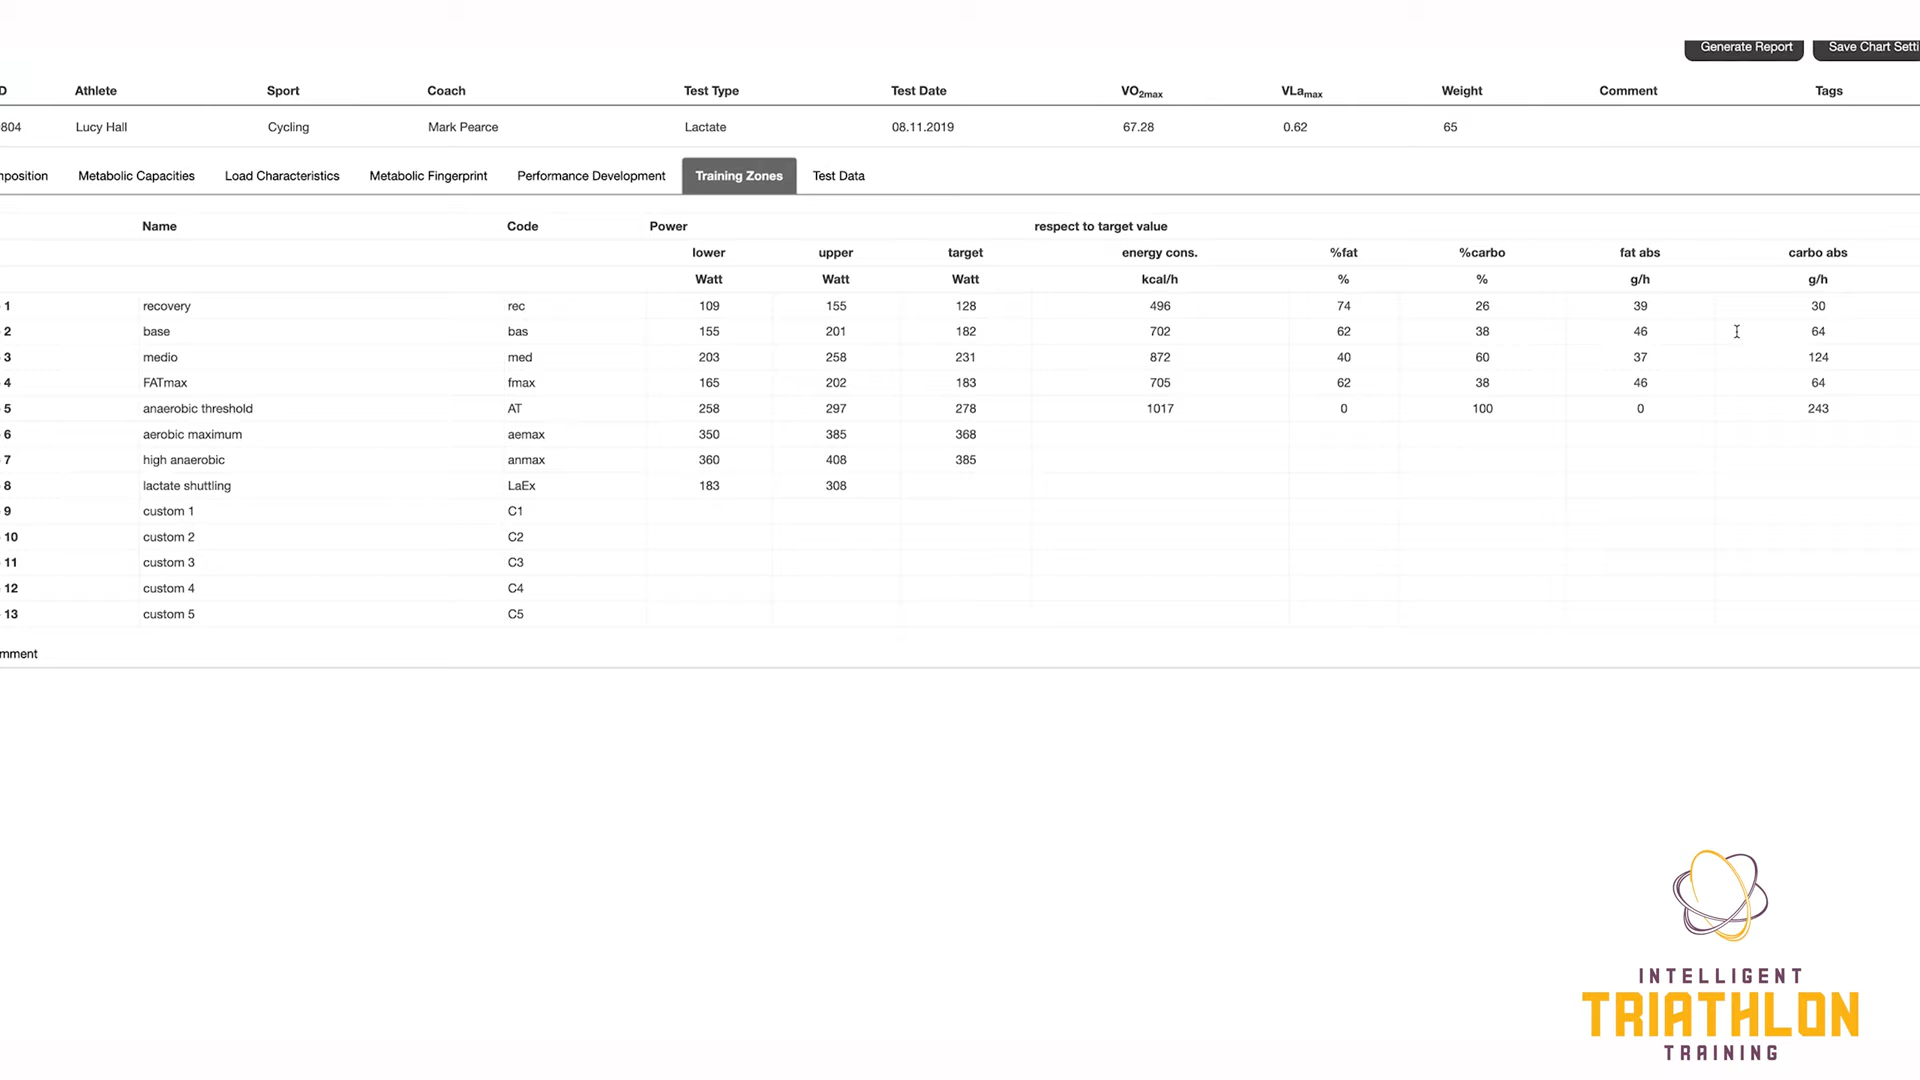 Generate Report Save Chart Setti
D Athlete Sport Coach Test Type Test Date VO2max VLamax Weight Comment Tags
804 Lucy Hall Cycling Mark Pearce Lactate 08.11.2019 67.28 0.62 65
mposition Metabolic Capacities Load Characteristics Metabolic Fingerprint Performance Development Training Zones Test Data
Name Code Power respect to target value
lower upper target energy cons. %fat %carbo fat abs carbo abs
Watt Watt Watt kcal/h % % g/h g/h
1 recovery rec 109 155 128 496 74 26 39 30
2 base bas 155 201 182 702 62 38 46 64
3 medio med 203 258 231 872 40 60 37 124
4 FATmax fmax 165 202 183 705 62 38 46 64
5 anaerobic threshold AT 258 297 278 1017 0 100 0 243
6 aerobic maximum aemax 350 385 368
7 high anaerobic anmax 360 408 385
8 lactate shuttling LaEx 183 308
9 custom 1 C1
10 custom 2 C2
11 custom 3 C3
12 custom 4 C4
13 custom 5 C5
mment
INTELLIGENT
TRIATHLON
TRAINING